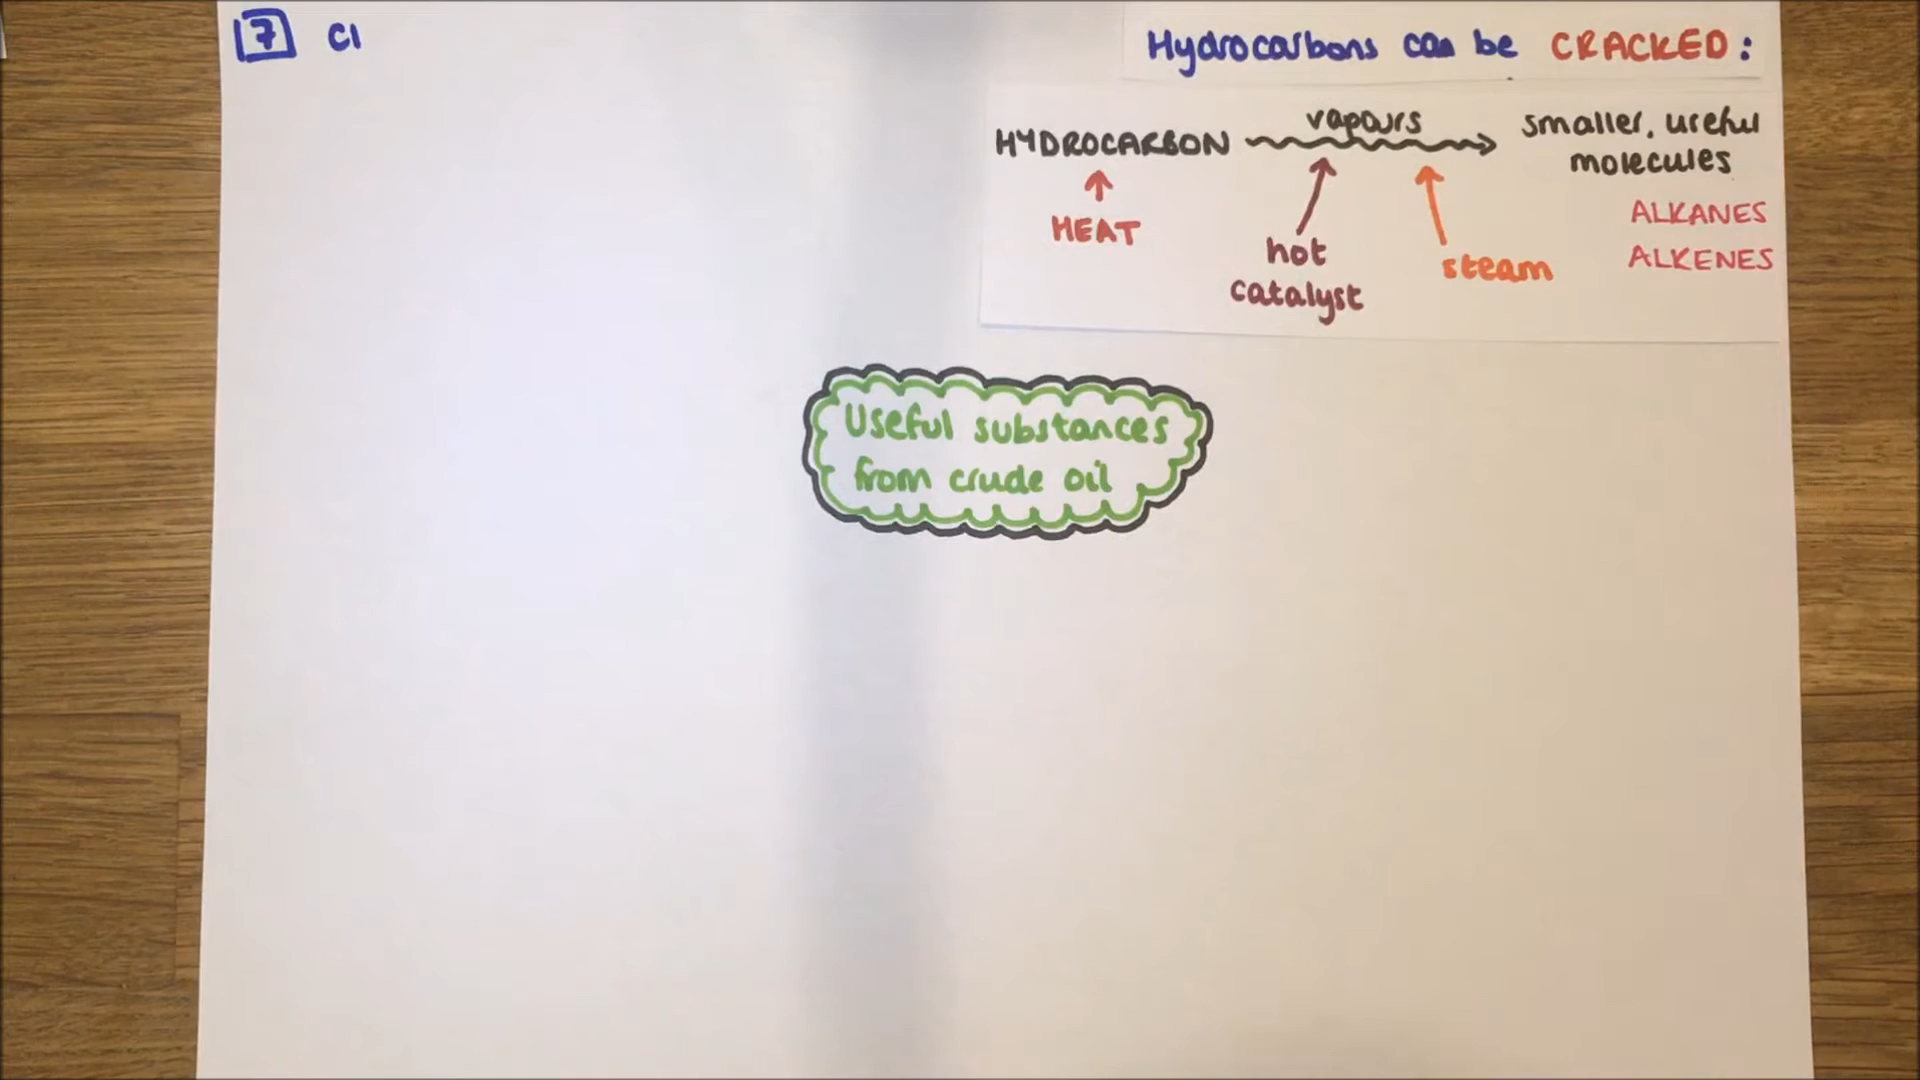 7 C1
Hydrocarbons can be CRACKED:
HYDROCARBON
vapours
smaller, useful
molecules
HEAT
hot
catalyst
steam
ALKANES
ALKENES
Useful substances
from crude oil